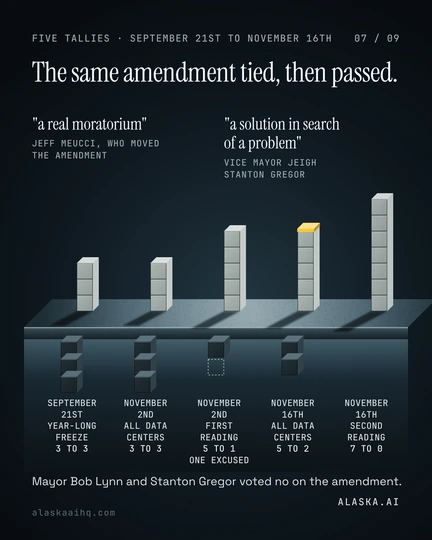 FIVE TALLIES · SEPTEMBER 21ST TO NOVEMBER 16TH 07 / 09
The same amendment tied, then passed.
"a real moratorium"
JEFF MEUCCI, WHO MOVED
THE AMENDMENT
"a solution in search
of a problem"
VICE MAYOR JEIGH
STANTON GREGOR
SEPTEMBER
21ST
YEAR-LONG
FREEZE
3 TO 3
NOVEMBER
2ND
ALL DATA
CENTERS
3 TO 3
NOVEMBER
2ND
FIRST
READING
5 TO 1
ONE EXCUSED
NOVEMBER
16TH
ALL DATA
CENTERS
5 TO 2
NOVEMBER
16TH
SECOND
READING
7 TO 0
Mayor Bob Lynn and Stanton Gregor voted no on the amendment.
ALASKA.AI
alaskaaihq.com